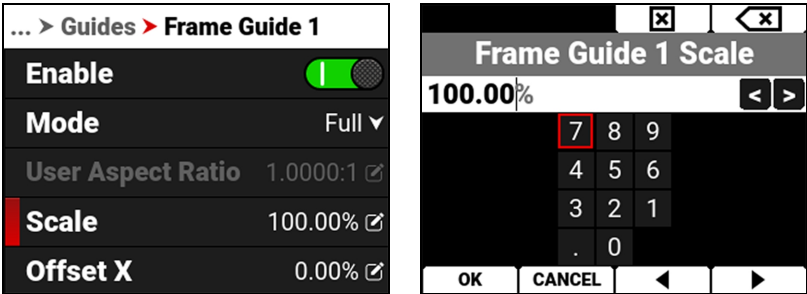 ... > Guides > Frame Guide 1
Enable
Mode Full
User Aspect Ratio 1.0000:1
Scale 100.00%
Offset X 0.00%
Frame Guide 1 Scale
100.00% < >
7 8 9
4 5 6
3 2 1
. 0
OK CANCEL